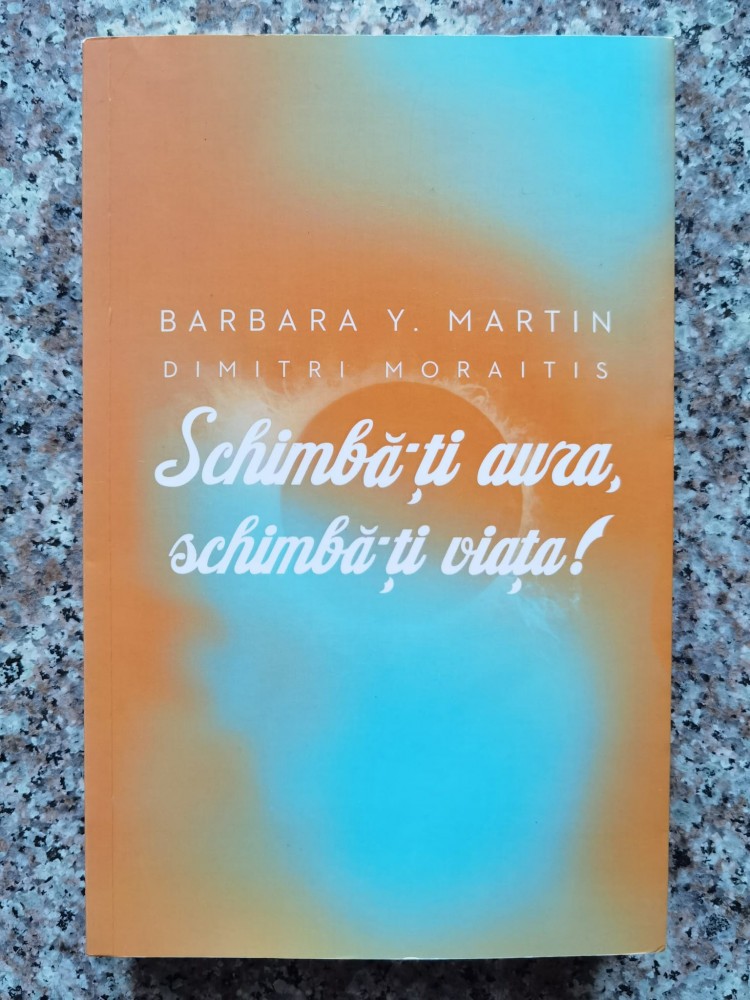 BARBARA Y. MARTIN
DIMITRI MORAITIS
Schimbă-ți aura,
schimbă-ți viața!